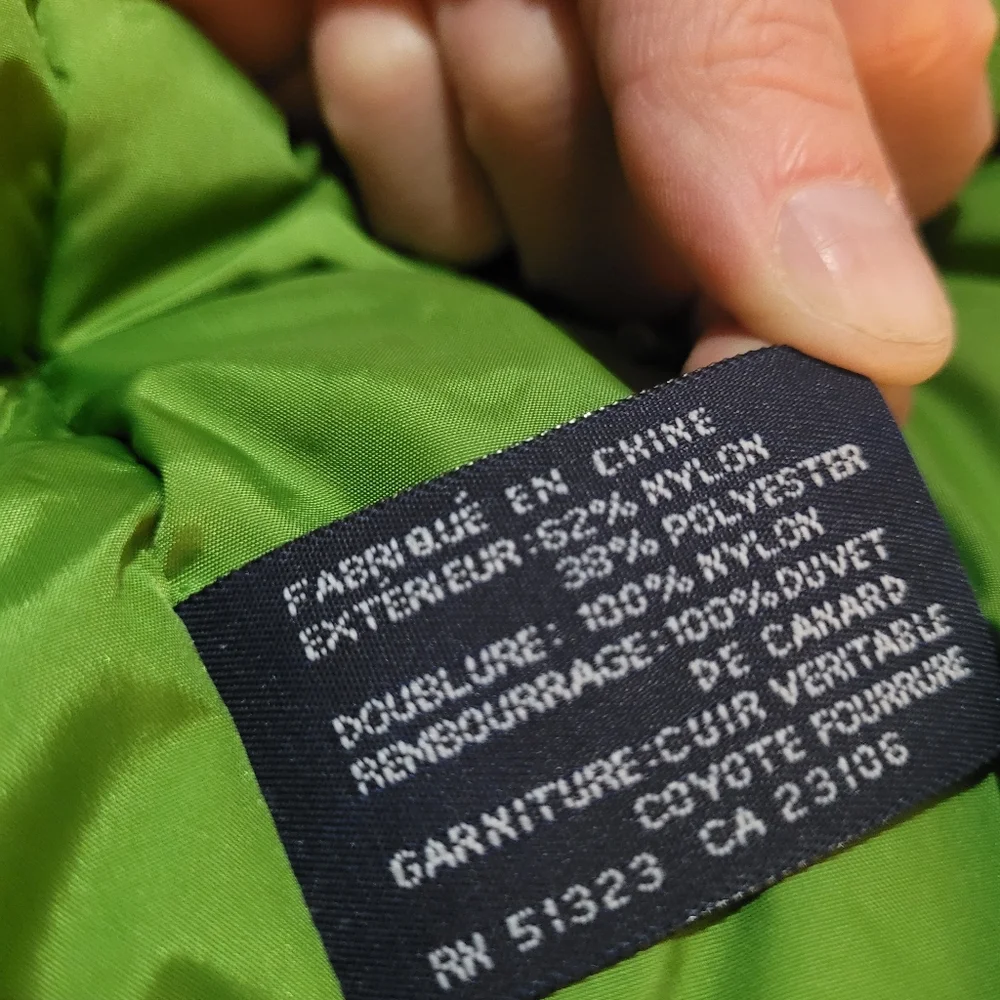 FABRIQUÉ EN CHINE
EXTERIEUR:62% NYLON
38% POLYESTER
DOUBLURE: 100% NYLON
REMBOURRAGE:100% DUVET
DE CANARD
GARNITURE:CUIR VERITABLE
COYOTE FOURRURE
RN 51323 CA 23106